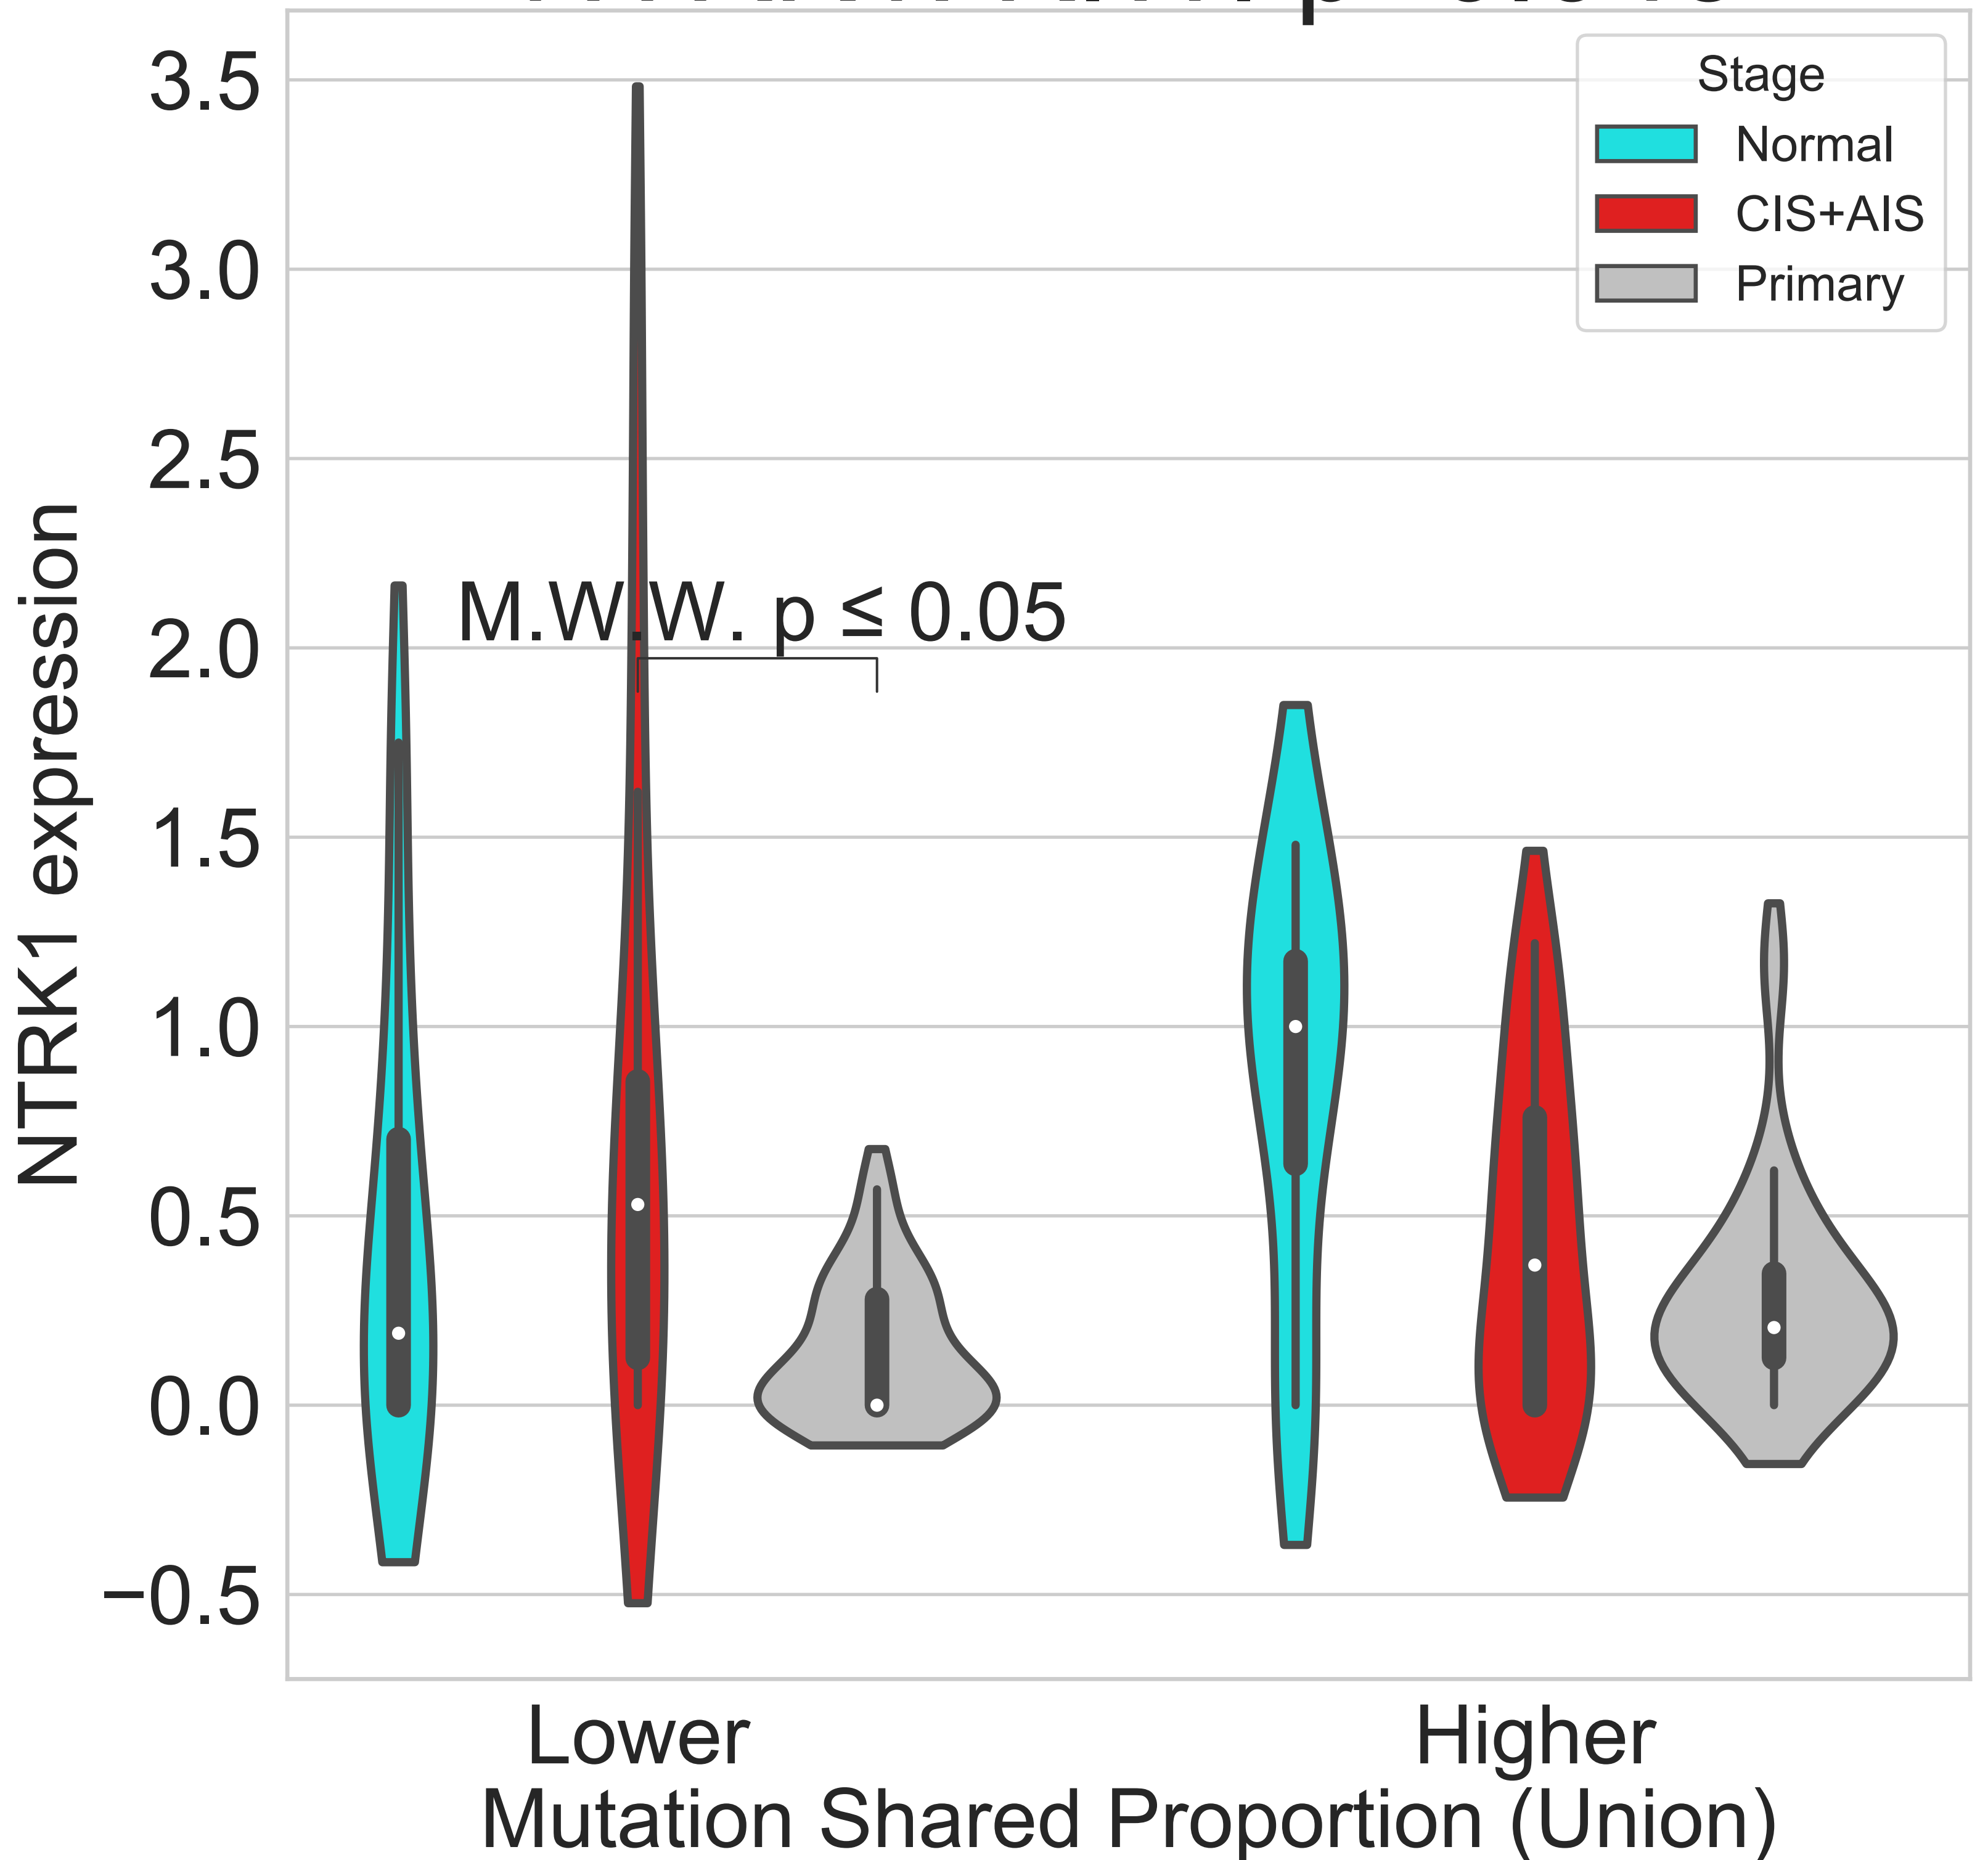 3.5
3.0
2.5
2.0
1.5
1.0
0.5
0.0
−0.5
NTRK1 expression
Stage
Normal
CIS+AIS
Primary
M.W.W. p ≤ 0.05
Lower
Higher
Mutation Shared Proportion (Union)